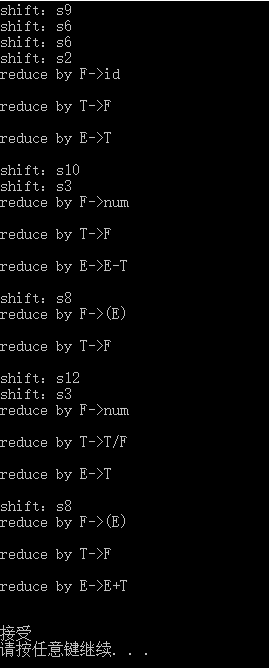 shift: s9
shift: s6
shift: s6
shift: s2
reduce by F->id
reduce by T->F
reduce by E->T
shift: s10
shift: s3
reduce by F->num
reduce by T->F
reduce by E->E-T
shift: s8
reduce by F->(E)
reduce by T->F
shift: s12
shift: s3
reduce by F->num
reduce by T->T/F
reduce by E->T
shift: s8
reduce by F->(E)
reduce by T->F
reduce by E->E+T
接受
请按任意键继续. . .